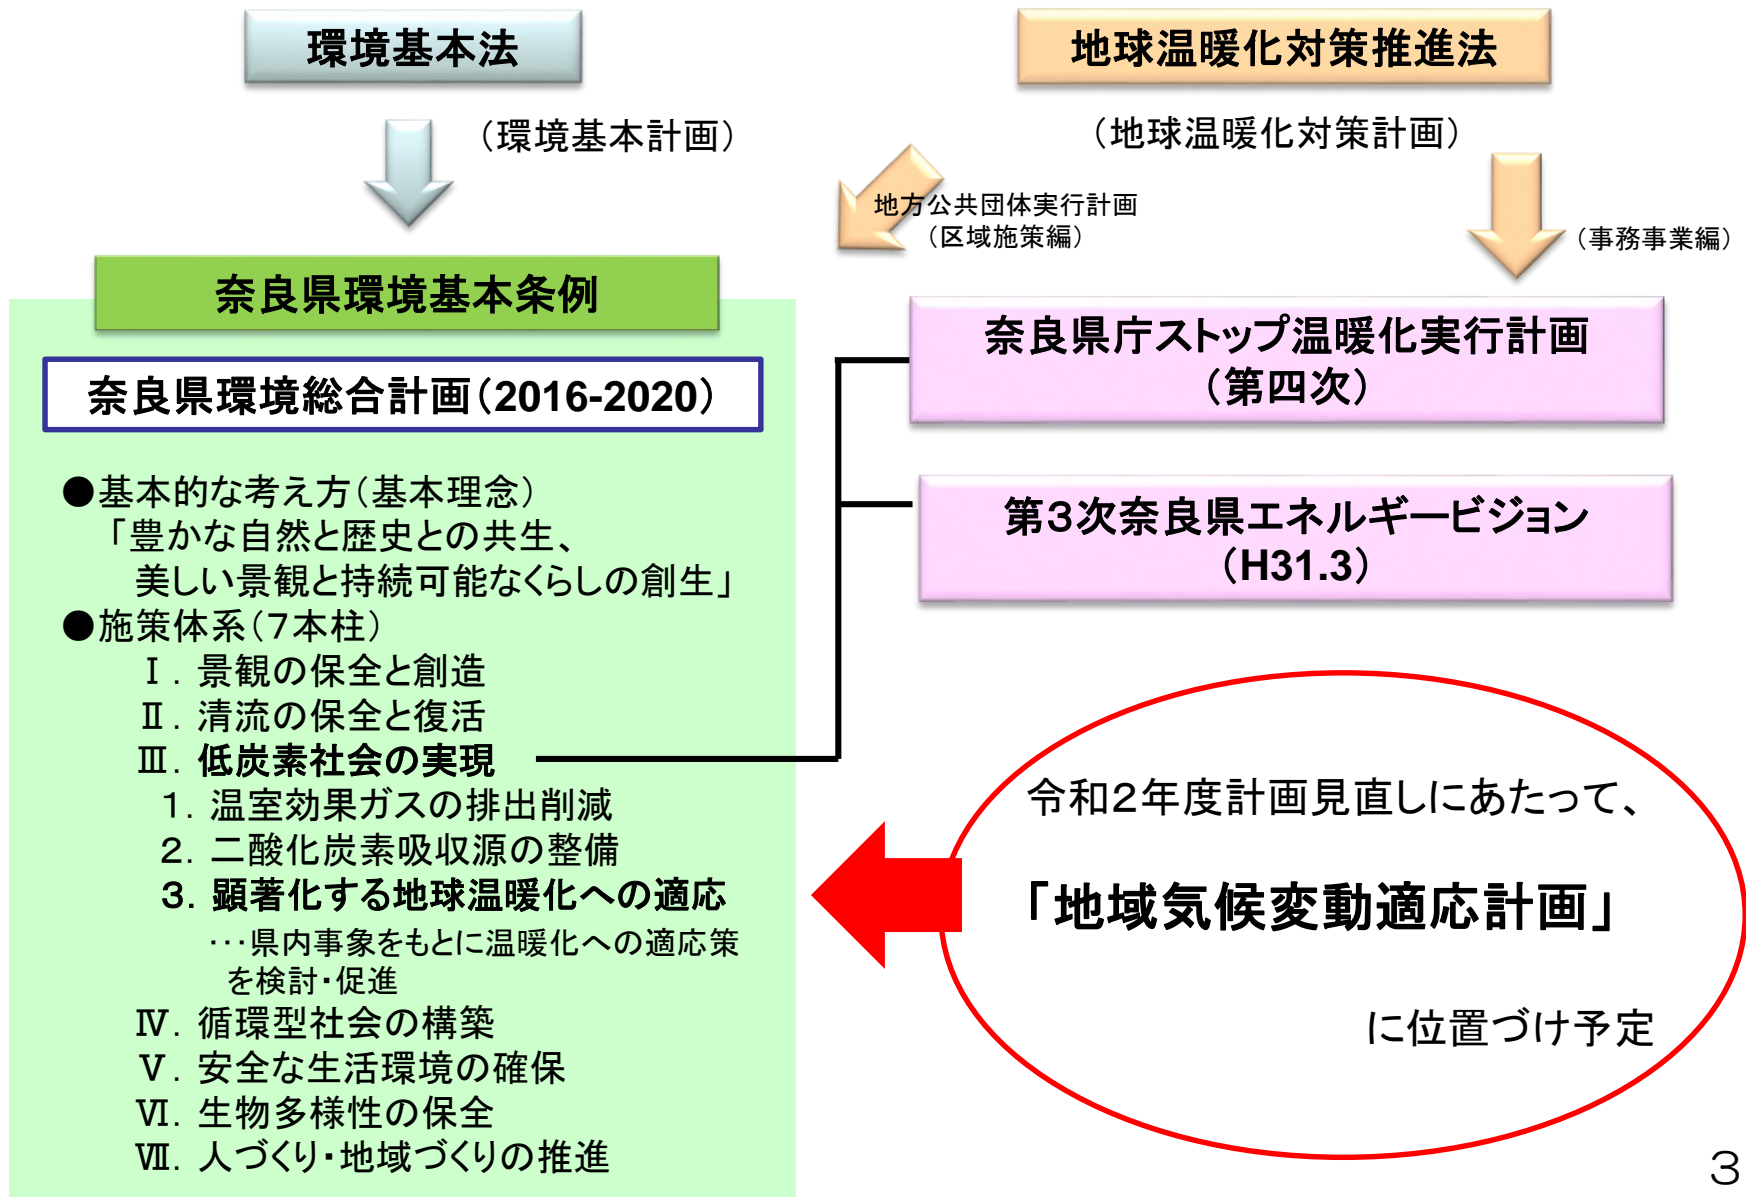 環境基本法
(環境基本計画)
地球温暖化対策推進法
(地球温暖化対策計画)
地方公共団体実行計画
(区域施策編)
(事務事業編)
奈良県環境基本条例
奈良県環境総合計画(2016-2020)
●基本的な考え方(基本理念)
「豊かな自然と歴史との共生、
美しい景観と持続可能なくらしの創生」
●施策体系(7本柱)
Ⅰ. 景観の保全と創造
Ⅱ. 清流の保全と復活
Ⅲ. 低炭素社会の実現
1. 温室効果ガスの排出削減
2. 二酸化炭素吸収源の整備
3. 顕著化する地球温暖化への適応
…県内事象をもとに温暖化への適応策
を検討・促進
Ⅳ. 循環型社会の構築
Ⅴ. 安全な生活環境の確保
Ⅵ. 生物多様性の保全
Ⅶ. 人づくり・地域づくりの推進
奈良県庁ストップ温暖化実行計画
(第四次)
第3次奈良県エネルギービジョン
(H31.3)
令和2年度計画見直しにあたって、
「地域気候変動適応計画」
に位置づけ予定
3